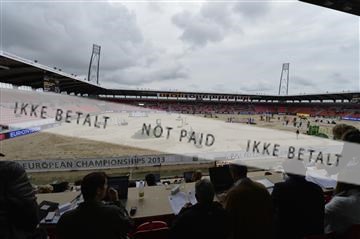 IKKE BETALT NOT PAID IKKE BETALT
EUROPEAN CHAMPIONSHIPS 2013